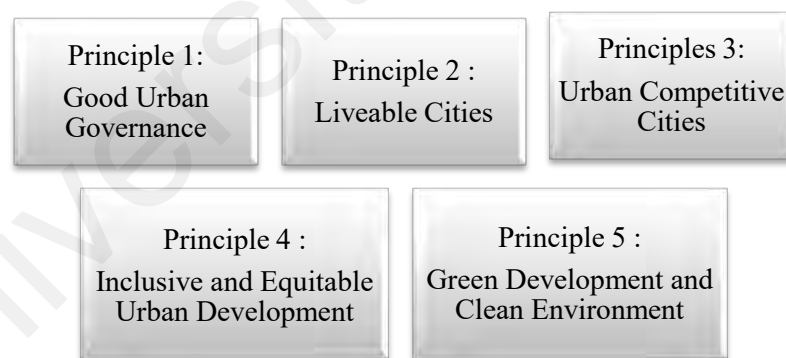 Principle 1:
Good Urban
Governance
Principle 2 :
Liveable Cities
Principles 3:
Urban Competitive
Cities
Principle 4 :
Inclusive and Equitable
Urban Development
Principle 5 :
Green Development and
Clean Environment